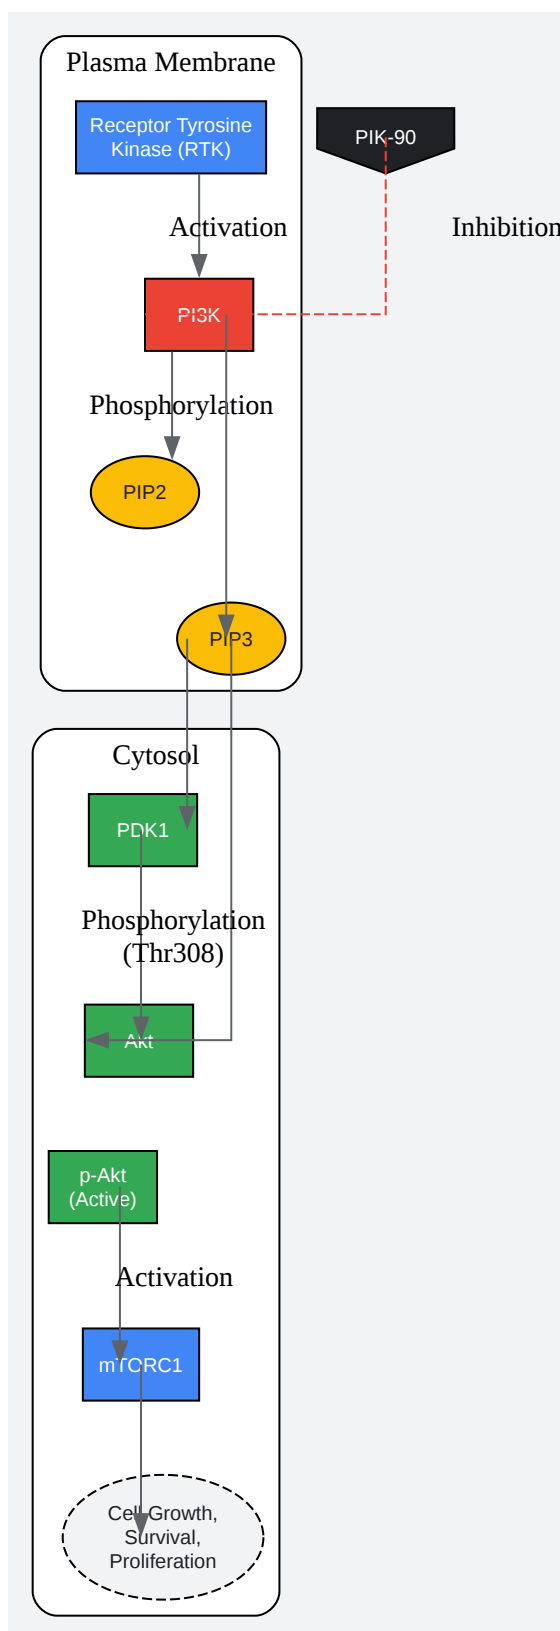 Plasma Membrane
Receptor Tyrosine
Kinase (RTK)
PIK-90
Activation
Inhibition
PI3K
Phosphorylation
PIP2
PIP3
Cytosol
PDK1
Phosphorylation
(Thr308)
Akt
p-Akt
(Active)
Activation
mTORC1
Cell Growth,
Survival,
Proliferation